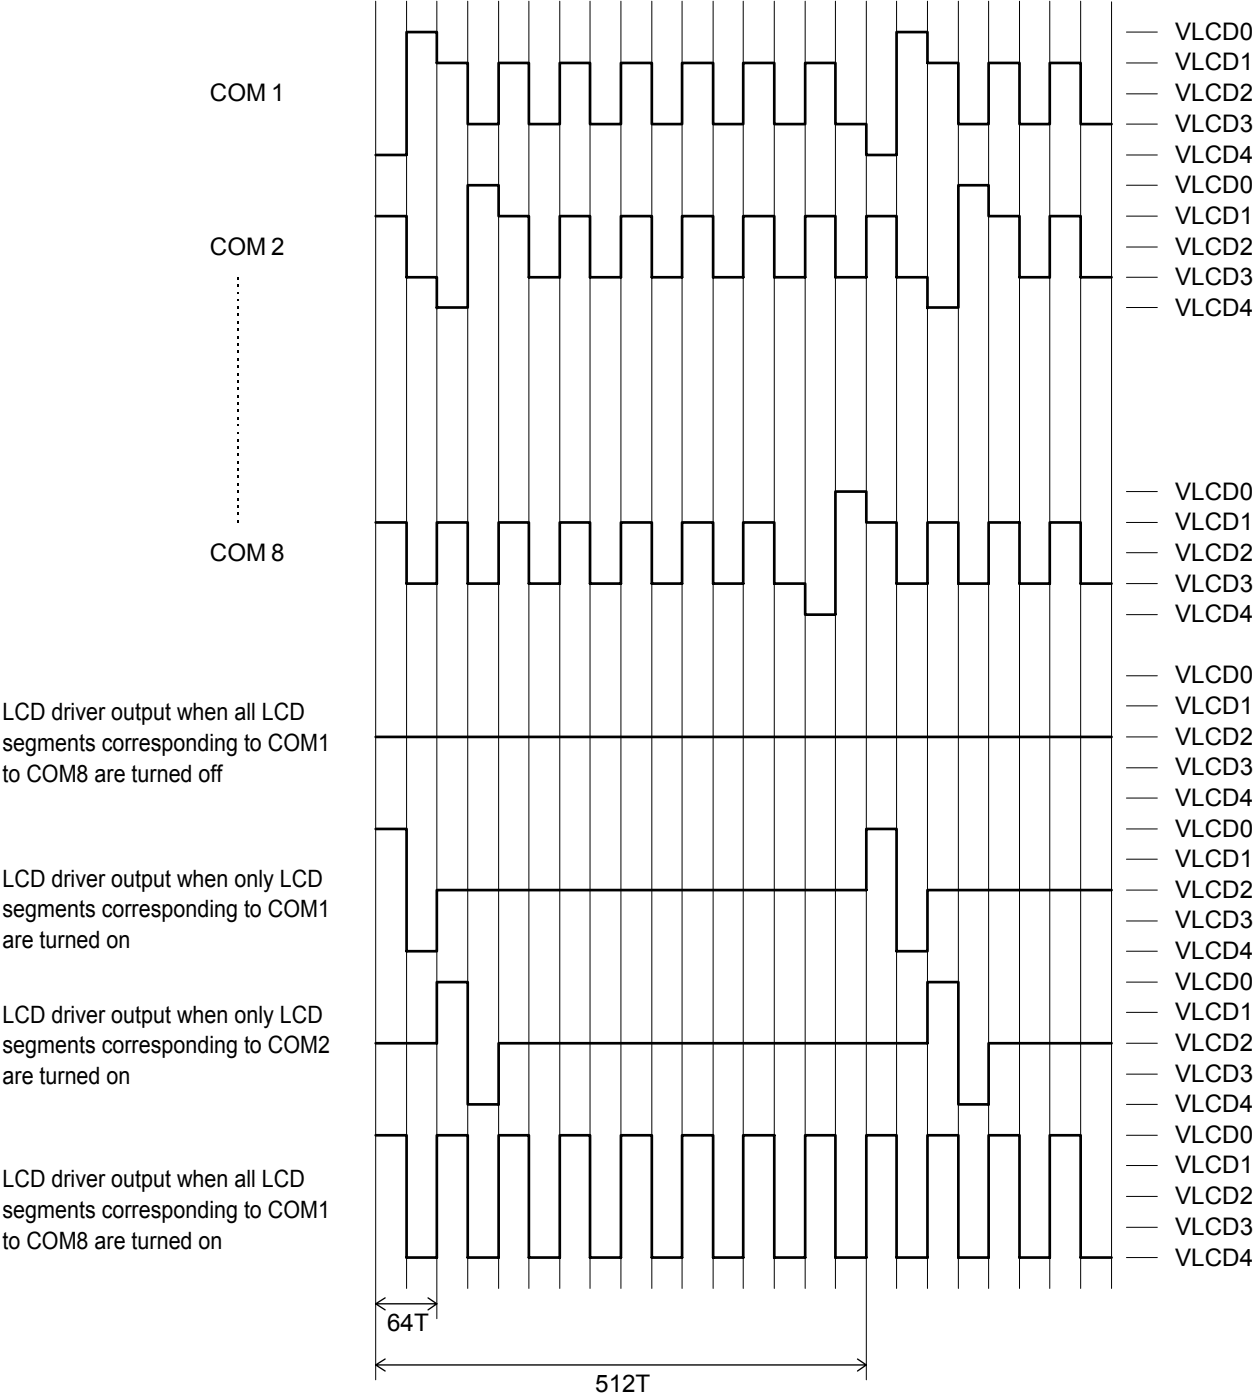 VLCD0
VLCD1
COM 1
VLCD2
VLCD3
VLCD4
VLCD0
VLCD1
COM 2
VLCD2
VLCD3
VLCD4
VLCD0
VLCD1
COM 8
VLCD2
VLCD3
VLCD4
LCD driver output when all LCD
segments corresponding to COM1
to COM8 are turned off
VLCD0
VLCD1
VLCD2
VLCD3
VLCD4
LCD driver output when only LCD
segments corresponding to COM1
are turned on
VLCD0
VLCD1
VLCD2
VLCD3
VLCD4
LCD driver output when only LCD
segments corresponding to COM2
are turned on
VLCD0
VLCD1
VLCD2
VLCD3
VLCD4
LCD driver output when all LCD
segments corresponding to COM1
to COM8 are turned on
VLCD0
VLCD1
VLCD2
VLCD3
VLCD4
64T
512T